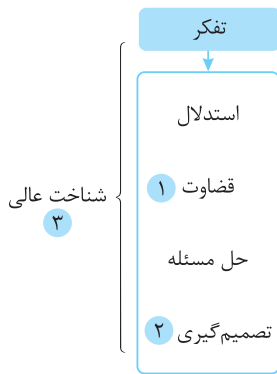 تفکر
استدلال
قضاوت ۱
شناخت عالی
۳
حل مسئله
تصمیم‌گیری ۲